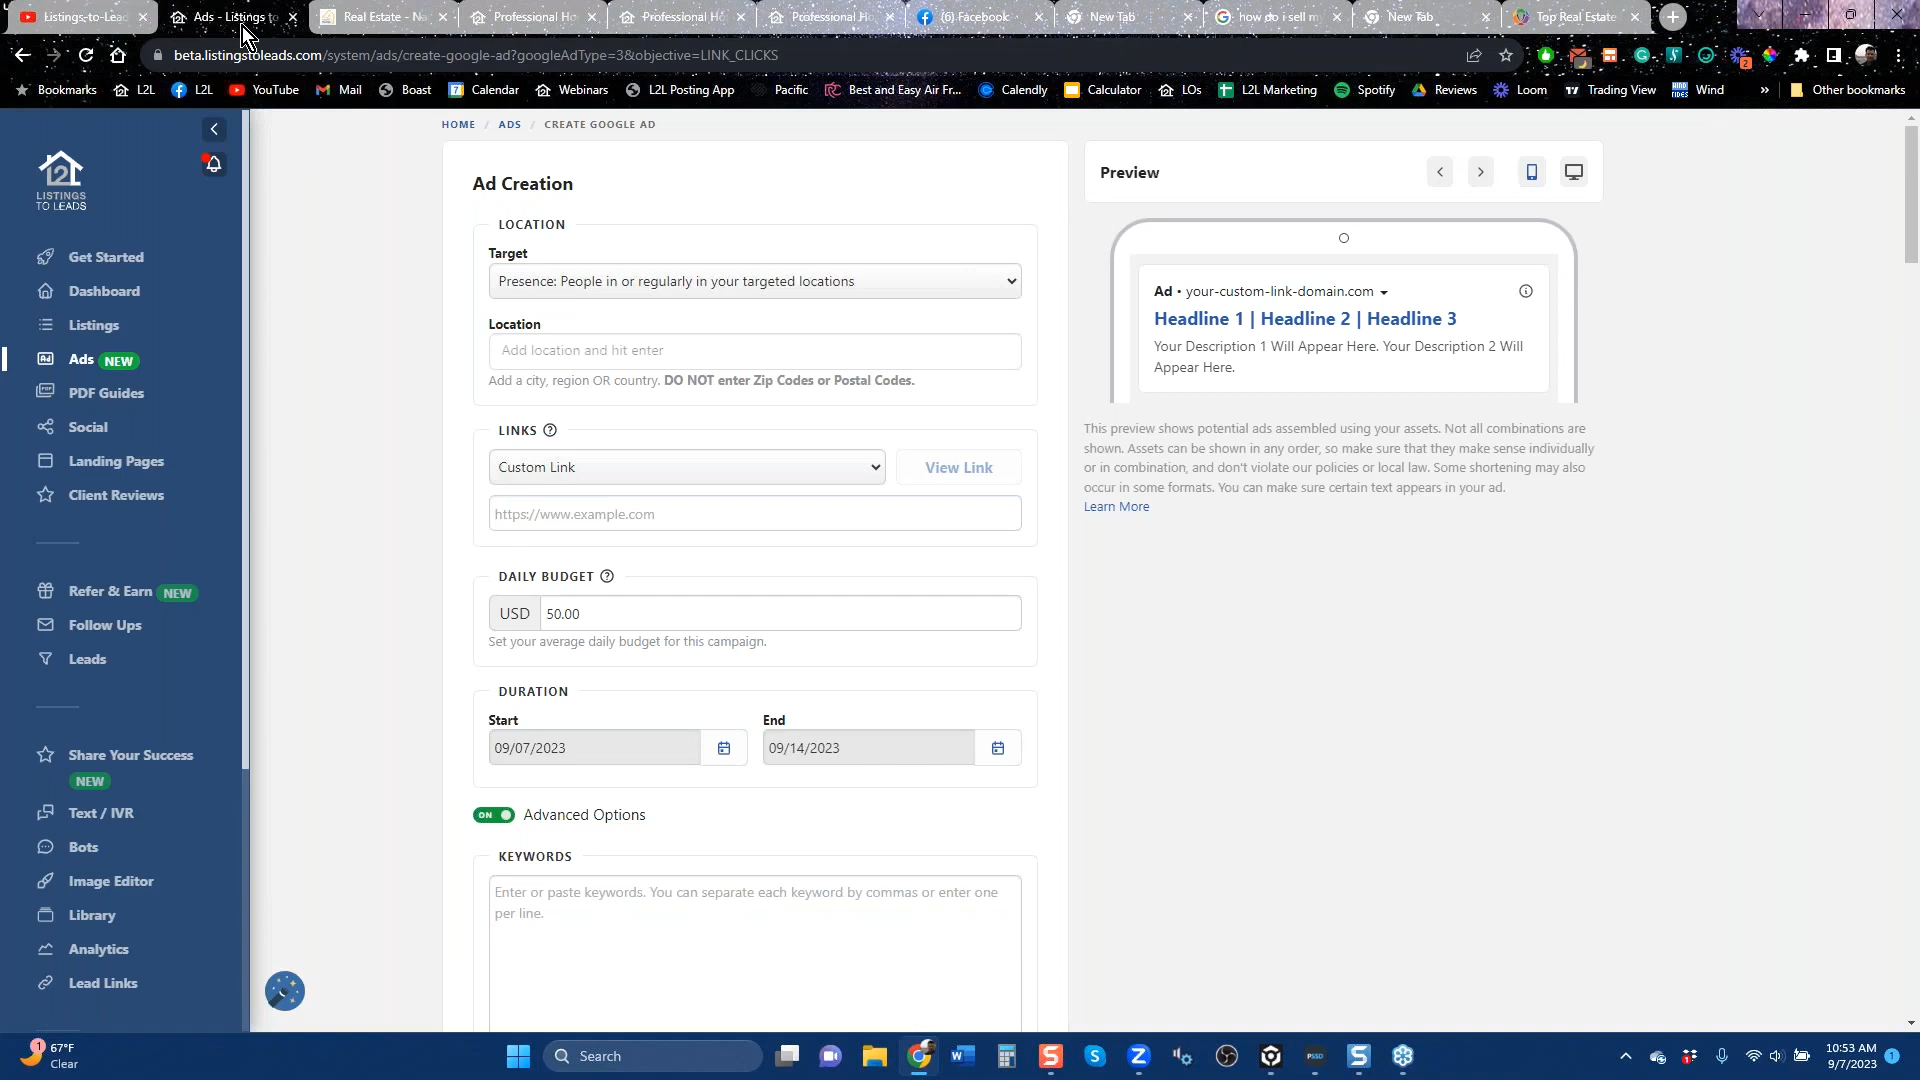 Listings-to-Lead
Ads - Listings to
Real Estate - N
Professional Ho
Professional Ho
Professional Ho
(6) Facebook
New Tab
how do i sell m
New Tab
Top Real Estate
beta.listingstoleads.com/system/ads/create-google-ad?googleAdType=3&objective=LINK_CLICKS
Bookmarks
L2L
L2L
YouTube
Mail
Boast
Calendar
Webinars
L2L Posting App
Pacific
Best and Easy Air Fr...
Calendly
Calculator
LOs
L2L Marketing
Spotify
Reviews
Loom
Trading View
Wind
»
Other bookmarks
LISTINGS
TO LEADS
Get Started
Dashboard
Listings
Ads NEW
PDF Guides
Social
Landing Pages
Client Reviews
Refer & Earn NEW
Follow Ups
Leads
Share Your Success
NEW
Text / IVR
Bots
Image Editor
Library
Analytics
Lead Links
HOME / ADS / CREATE GOOGLE AD
Ad Creation
LOCATION
Target
Presence: People in or regularly in your targeted locations
Location
Add location and hit enter
Add a city, region OR country. DO NOT enter Zip Codes or Postal Codes.
LINKS
Custom Link
View Link
https://www.example.com
DAILY BUDGET
USD 50.00
Set your average daily budget for this campaign.
DURATION
Start
09/07/2023
End
09/14/2023
ON Advanced Options
KEYWORDS
Enter or paste keywords. You can separate each keyword by commas or enter one
per line.
Preview
Ad • your-custom-link-domain.com
Headline 1 | Headline 2 | Headline 3
Your Description 1 Will Appear Here. Your Description 2 Will
Appear Here.
This preview shows potential ads assembled using your assets. Not all combinations are
shown. Assets can be shown in any order, so make sure that they make sense individually
or in combination, and don't violate our policies or local law. Some shortening may also
occur in some formats. You can make sure certain text appears in your ad.
Learn More
1
67°F
Clear
Search
10:53 AM
9/7/2023
1